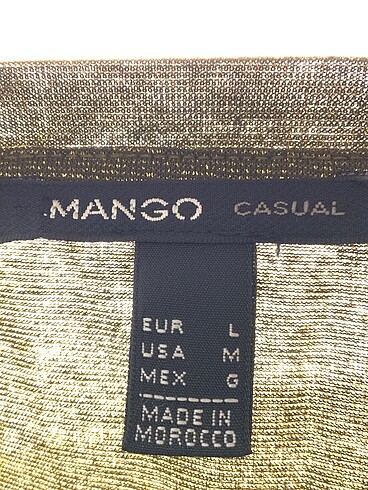 MANGO CASUAL
EUR L
USA M
MEX G
MADE IN
MOROCCO